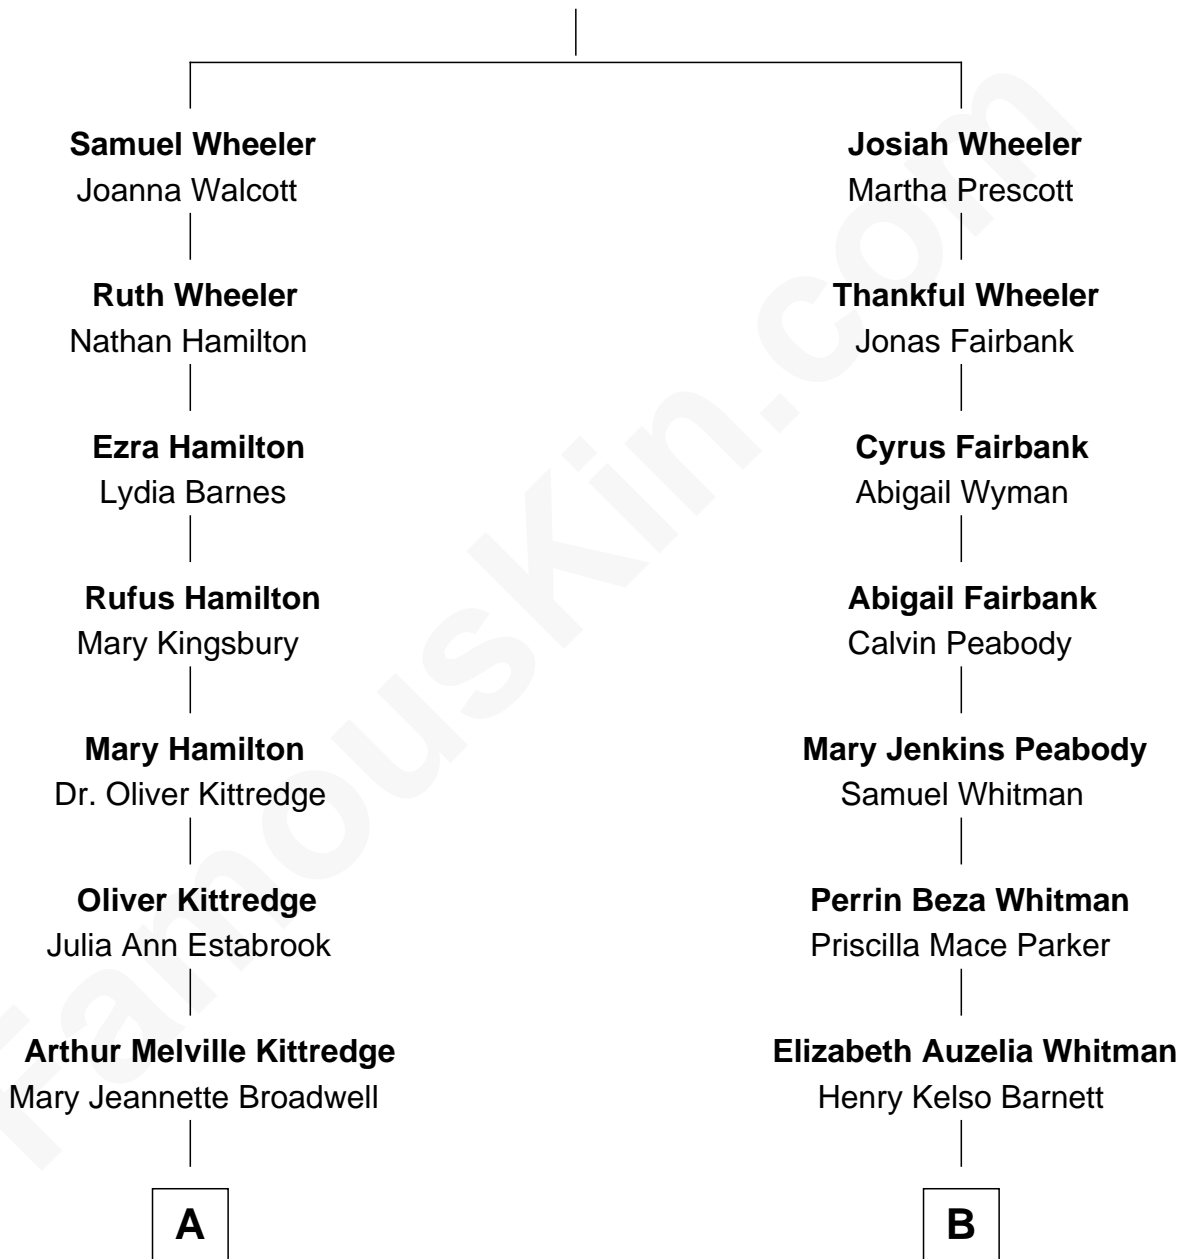 Samuel Wheeler
Joanna Walcott
Ruth Wheeler
Nathan Hamilton
Ezra Hamilton
Lydia Barnes
Rufus Hamilton
Mary Kingsbury
Mary Hamilton
Dr. Oliver Kittredge
Oliver Kittredge
Julia Ann Estabrook
Arthur Melville Kittredge
Mary Jeannette Broadwell
A
Josiah Wheeler
Martha Prescott
Thankful Wheeler
Jonas Fairbank
Cyrus Fairbank
Abigail Wyman
Abigail Fairbank
Calvin Peabody
Mary Jenkins Peabody
Samuel Whitman
Perrin Beza Whitman
Priscilla Mace Parker
Elizabeth Auzelia Whitman
Henry Kelso Barnett
B
FamousKin.com